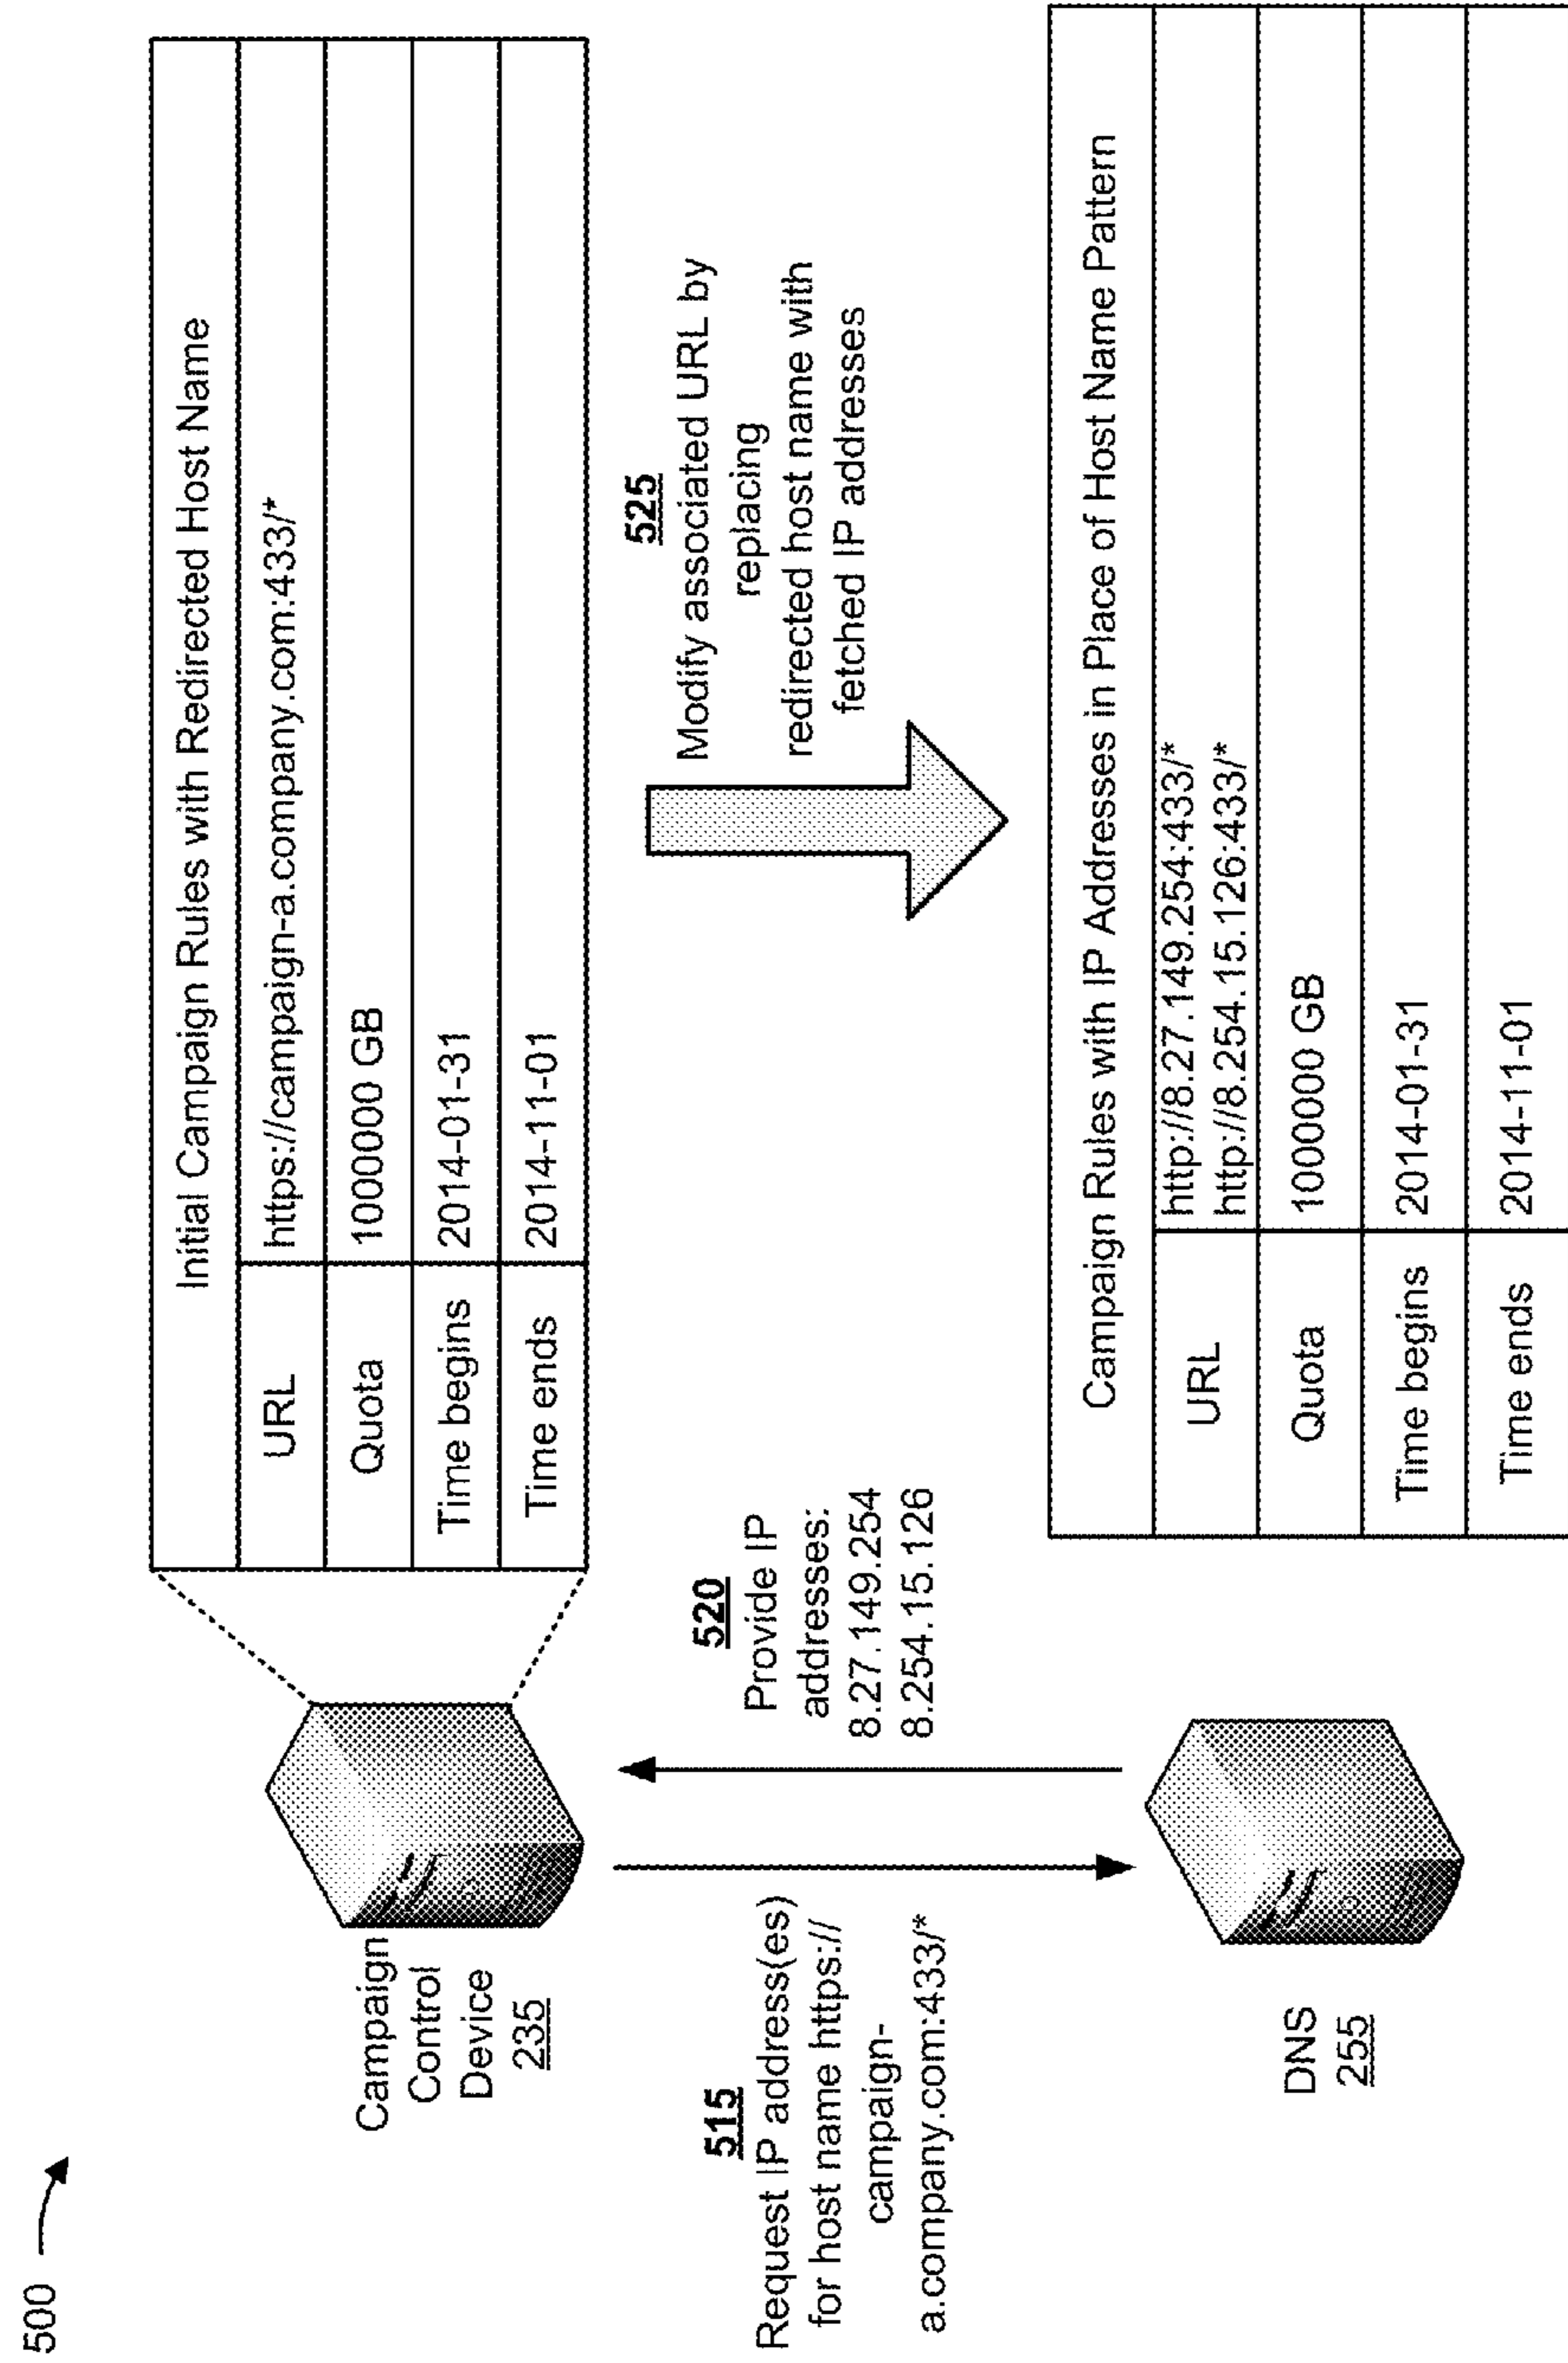 500
Campaign
Control
Device
235
Initial Campaign Rules with Redirected Host Name
URL
https://campaign-a.company.com:433/*
Quota
1000000 GB
Time begins
2014-01-31
Time ends
2014-11-01
515
Request IP address(es)
for host name https://
campaign-
a.company.com:433/*
520
Provide IP
addresses:
8.27.149.254
8.254.15.126
525
Modify associated URL by
replacing
redirected host name with
fetched IP addresses
DNS
255
Campaign Rules with IP Addresses in Place of Host Name Pattern
URL
http://8.27.149.254:433/*
http://8.254.15.126:433/*
Quota
1000000 GB
Time begins
2014-01-31
Time ends
2014-11-01